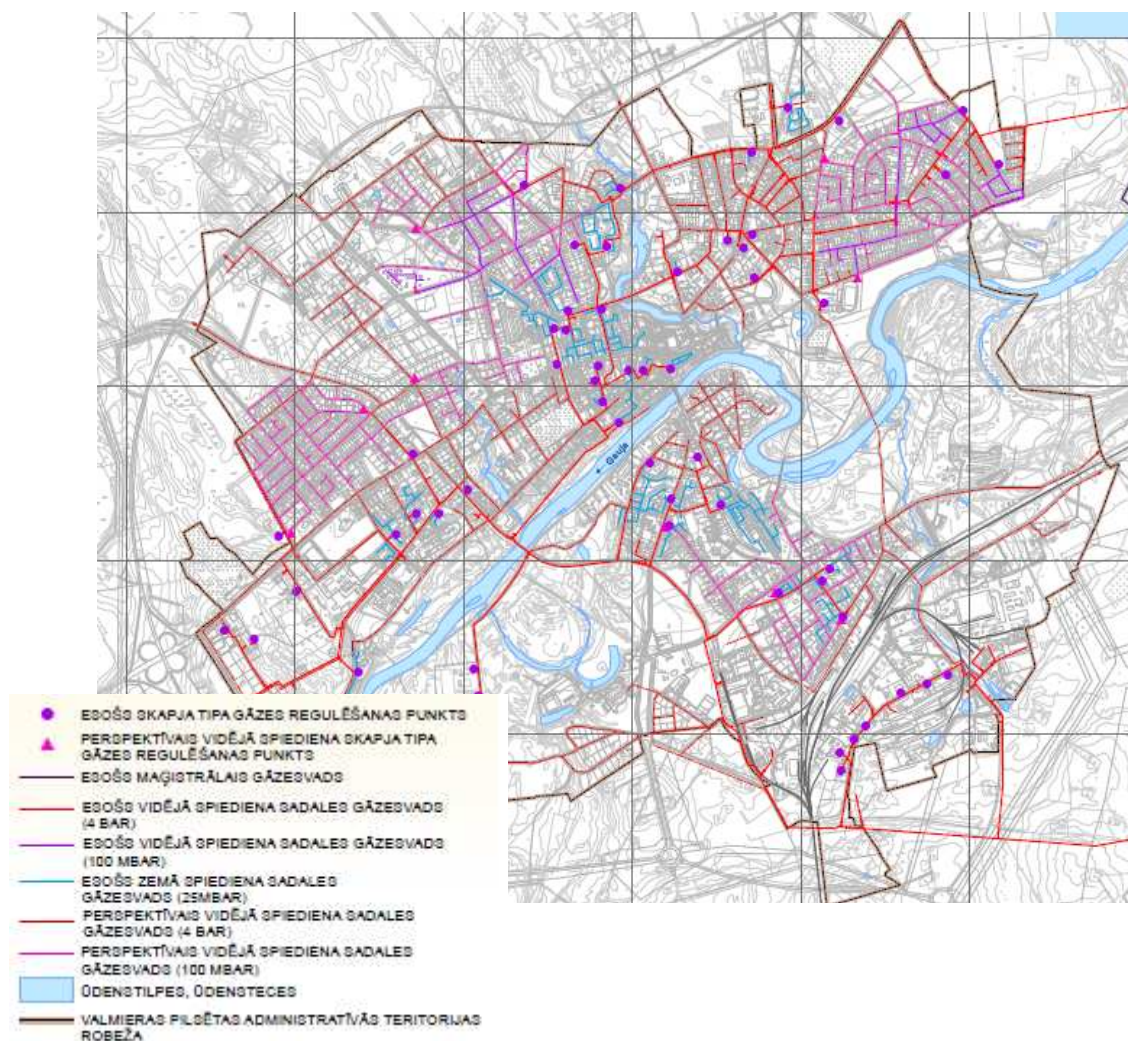 ← Gauja
ESOŠS SKAPJA TIPA GĀZES REGULĒŠANAS PUNKTS
PERSPEKTĪVAIS VIDĒJĀ SPIEDIENA SKAPJA TIPA
GĀZES REGULĒŠANAS PUNKTS
ESOŠS MAĢISTRĀLAIS GĀZESVADS
ESOŠS VIDĒJĀ SPIEDIENA SADALES GĀZESVADS
(4 BAR)
ESOŠS VIDĒJĀ SPIEDIENA SADALES GĀZESVADS
(100 MBAR)
ESOŠS ZEMĀ SPIEDIENA SADALES
GĀZESVADS (25MBAR)
PERSPEKTĪVAIS VIDĒJĀ SPIEDIENA SADALES
GĀZESVADS (4 BAR)
PERSPEKTĪVAIS VIDĒJĀ SPIEDIENA SADALES
GĀZESVADS (100 MBAR)
ŪDENSTILPES, ŪDENSTECES
VALMIERAS PILSĒTAS ADMINISTRATĪVĀS TERITORIJAS
ROBEŽA